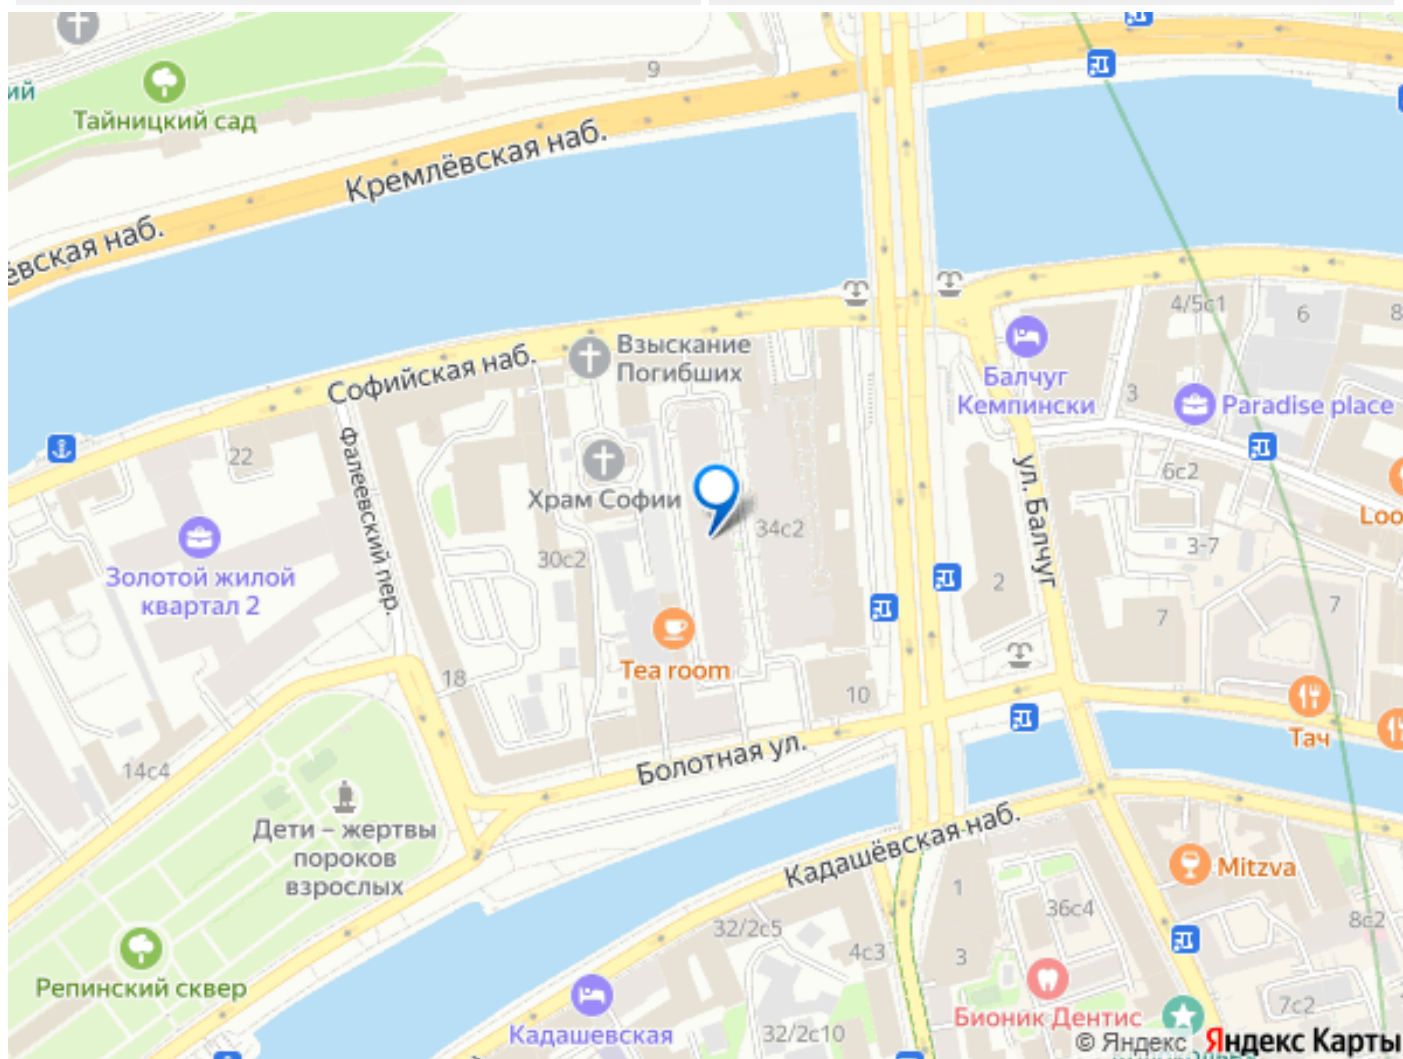 9
ий
Тайницкий сад
Кремлёвская наб.
ёвская наб.
4/5с1
6
8
Взыскание
Погибших
Софийская наб.
Балчуг
Кемпински
3
Paradise place
22
Фалеевский пер.
6с2
ул. Балчуг
Храм Софии
34с2
Loo
3-7
30с2
Золотой жилой
квартал 2
2
7
7
Tea room
18
10
Тач
Болотная ул.
14с4
Дети – жертвы
пороков
взрослых
Кадашёвская наб.
Mitzva
1
36с4
32/2с5
8с2
4с3
3
Репинский сквер
7с2
Бионик Дентис
Кадашевская
32/2с10
© Яндекс Яндекс Карты